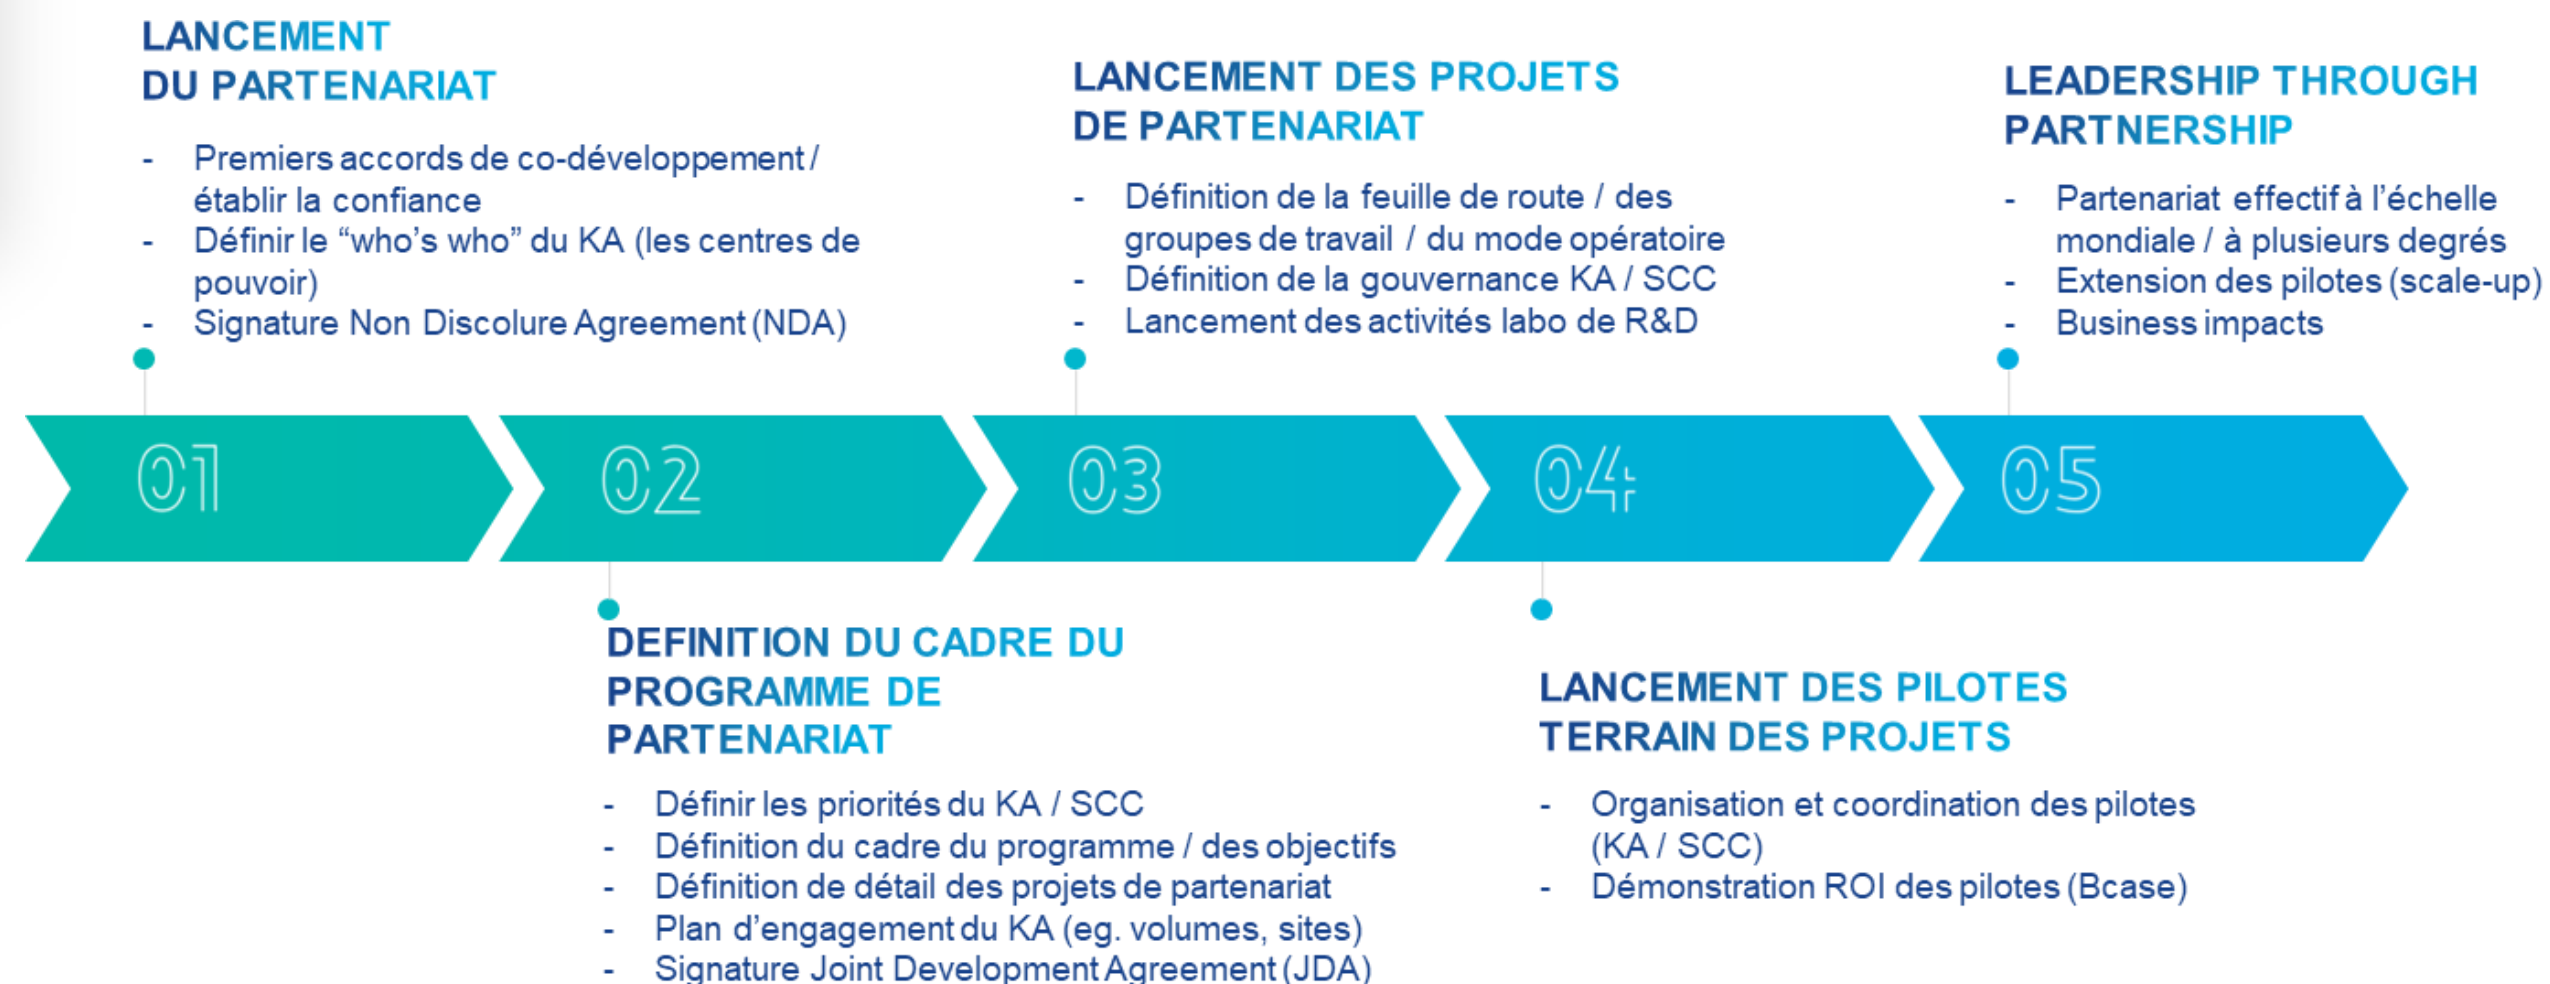 LANCEMENT
DU PARTENARIAT
- Premiers accords de co-développement /
établir la confiance
- Définir le “who’s who” du KA (les centres de
pouvoir)
- Signature Non Discolure Agreement (NDA)
LANCEMENT DES PROJETS
DE PARTENARIAT
- Définition de la feuille de route / des
groupes de travail / du mode opératoire
- Définition de la gouvernance KA / SCC
- Lancement des activités labo de R&D
LEADERSHIP THROUGH
PARTNERSHIP
- Partenariat effectif à l’échelle
mondiale / à plusieurs degrés
- Extension des pilotes (scale-up)
- Business impacts
01
02
03
04
05
DEFINITION DU CADRE DU
PROGRAMME DE
PARTENARIAT
- Définir les priorités du KA / SCC
- Définition du cadre du programme / des objectifs
- Définition de détail des projets de partenariat
- Plan d’engagement du KA (eg. volumes, sites)
- Signature Joint Development Agreement (JDA)
LANCEMENT DES PILOTES
TERRAIN DES PROJETS
- Organisation et coordination des pilotes
(KA / SCC)
- Démonstration ROI des pilotes (Bcase)